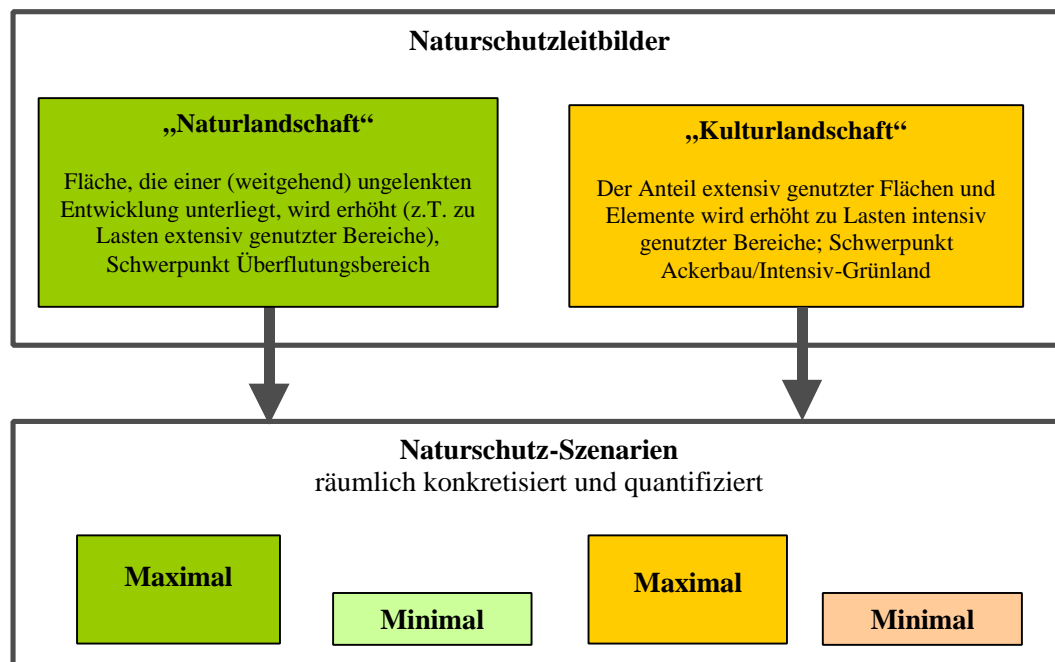 Naturschutzleitbilder
„Naturlandschaft“
Fläche, die einer (weitgehend) ungelenkten
Entwicklung unterliegt, wird erhöht (z.T. zu
Lasten extensiv genutzter Bereiche),
Schwerpunkt Überflutungsbereich
„Kulturlandschaft“
Der Anteil extensiv genutzter Flächen und
Elemente wird erhöht zu Lasten intensiv
genutzter Bereiche; Schwerpunkt
Ackerbau/Intensiv-Grünland
Naturschutz-Szenarien
räumlich konkretisiert und quantifiziert
Maximal
Minimal
Maximal
Minimal